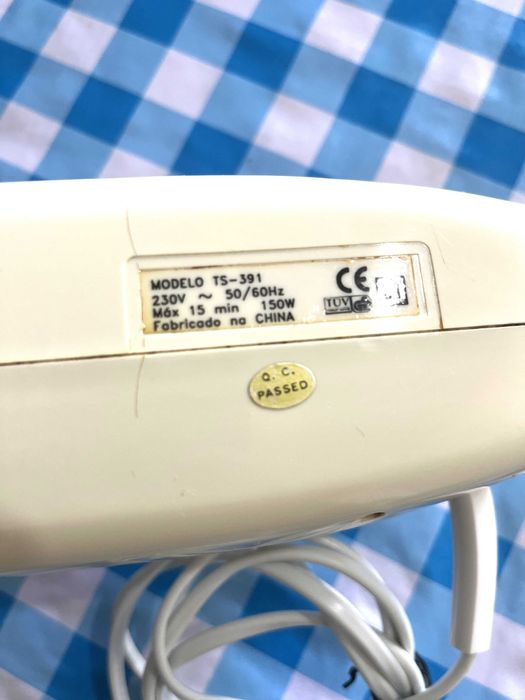 MODELO TS-391
230V ~ 50/60Hz
Máx 15 min 150W
Fabricado na CHINA
CE
TÜV
Q. C.
PASSED